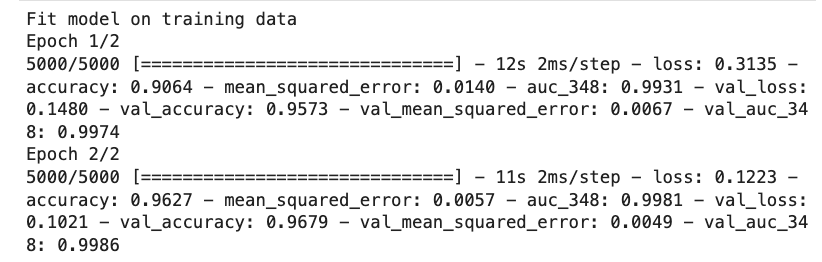 Fit model on training data
Epoch 1/2
5000/5000 [==============================] - 12s 2ms/step - loss: 0.3135 -
accuracy: 0.9064 - mean_squared_error: 0.0140 - auc_348: 0.9931 - val_loss:
0.1480 - val_accuracy: 0.9573 - val_mean_squared_error: 0.0067 - val_auc_34
8: 0.9974
Epoch 2/2
5000/5000 [==============================] - 11s 2ms/step - loss: 0.1223 -
accuracy: 0.9627 - mean_squared_error: 0.0057 - auc_348: 0.9981 - val_loss:
0.1021 - val_accuracy: 0.9679 - val_mean_squared_error: 0.0049 - val_auc_34
8: 0.9986